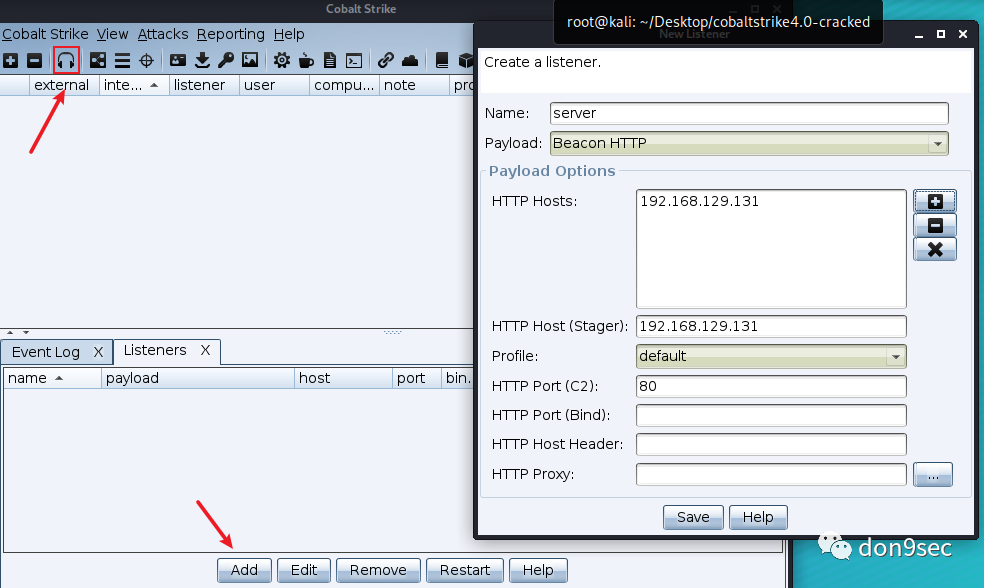 Cobalt Strike
root@kali: ~/Desktop/cobaltstrike4.0-cracked
New Listener
Cobalt Strike View Attacks Reporting Help
external inte... listener user compu... note pro
Create a listener.
Name: server
Payload: Beacon HTTP
Payload Options
HTTP Hosts: 192.168.129.131
HTTP Host (Stager): 192.168.129.131
Profile: default
HTTP Port (C2): 80
HTTP Port (Bind):
HTTP Host Header:
HTTP Proxy:
...
Save Help
Event Log X Listeners X
name payload host port bin.
Add Edit Remove Restart Help
don9sec